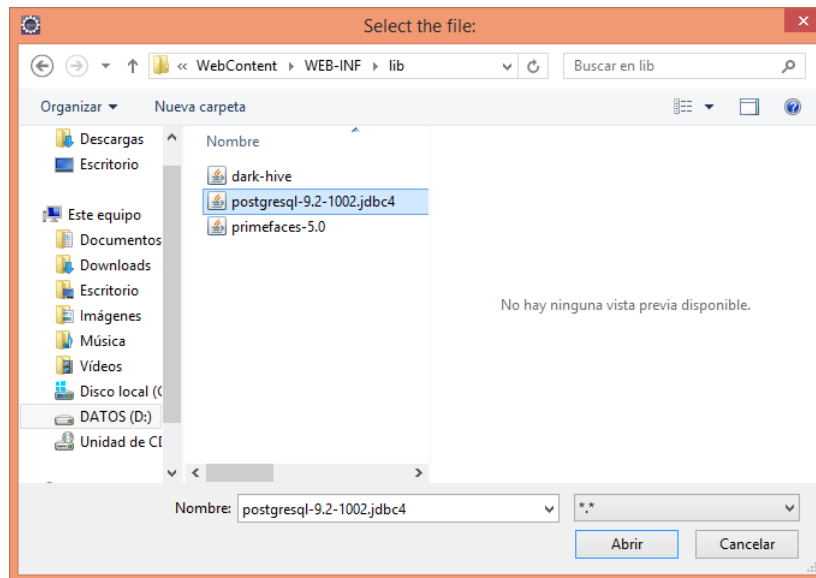 Select the file:
« WebContent WEB-INF lib
Buscar en lib
Organizar
Nueva carpeta
Descargas
Escritorio
Este equipo
Documentos
Downloads
Escritorio
Imágenes
Música
Vídeos
Disco local (C
DATOS (D:)
Unidad de CD
Nombre
dark-hive
postgresql-9.2-1002.jdbc4
primefaces-5.0
No hay ninguna vista previa disponible.
Nombre: postgresql-9.2-1002.jdbc4
*.*
Abrir
Cancelar